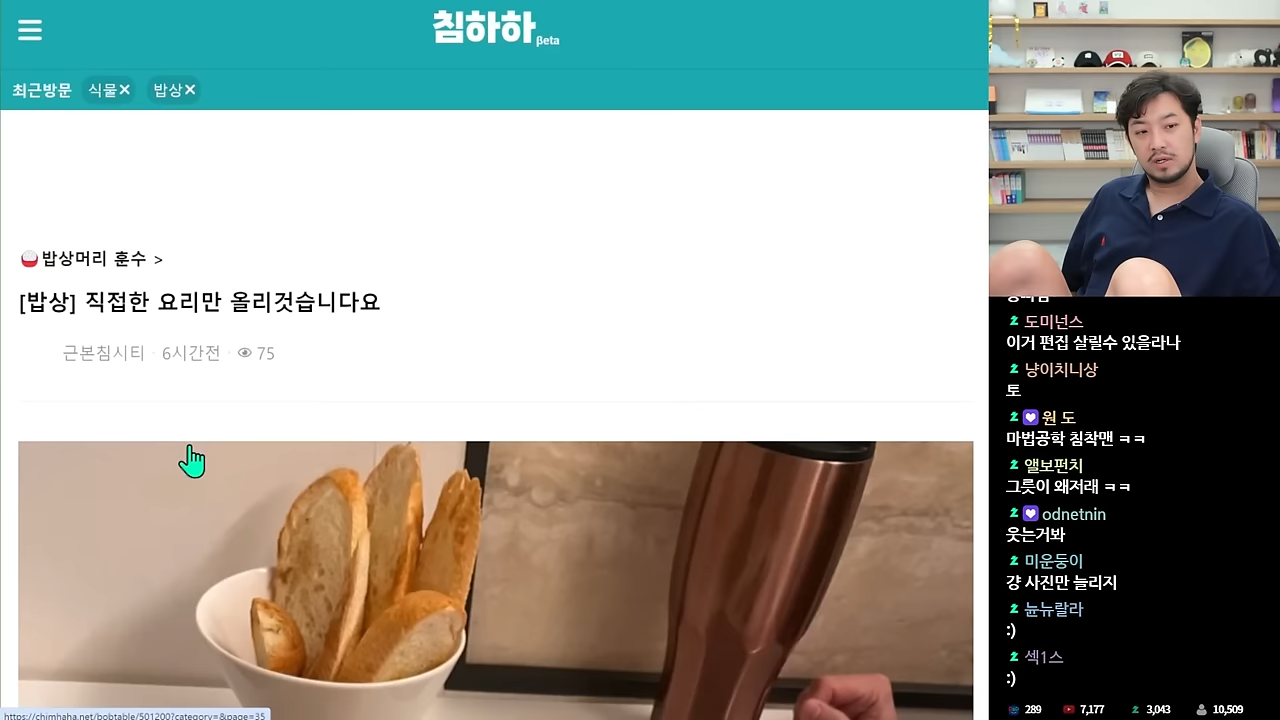 침하하 βeta
최근방문 식물✕ 밥상✕
밥상머리 훈수 >
[밥상] 직접한 요리만 올리것습니다요
근본침시티 · 6시간전 · 75
도미넌스
이거 편집 살릴수 있을라나
냥이치니상
토
원 도
마법공학 침착맨 ㅋㅋ
앨보펀치
그릇이 왜저래 ㅋㅋ
odnetnin
웃는거봐
미운둥이
걍 사진만 늘리지
늉뉴랄라
:)
섹1스
:)
https://chimhaha.net/bobtable/501200?category=&page=35
289 7,177 3,043 10,509